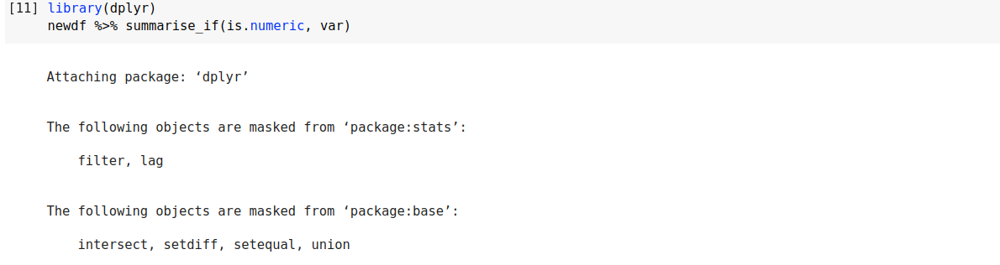 [11] library(dplyr)
newdf %>% summarise_if(is.numeric, var)
Attaching package: ‘dplyr’
The following objects are masked from ‘package:stats’:
filter, lag
The following objects are masked from ‘package:base’:
intersect, setdiff, setequal, union